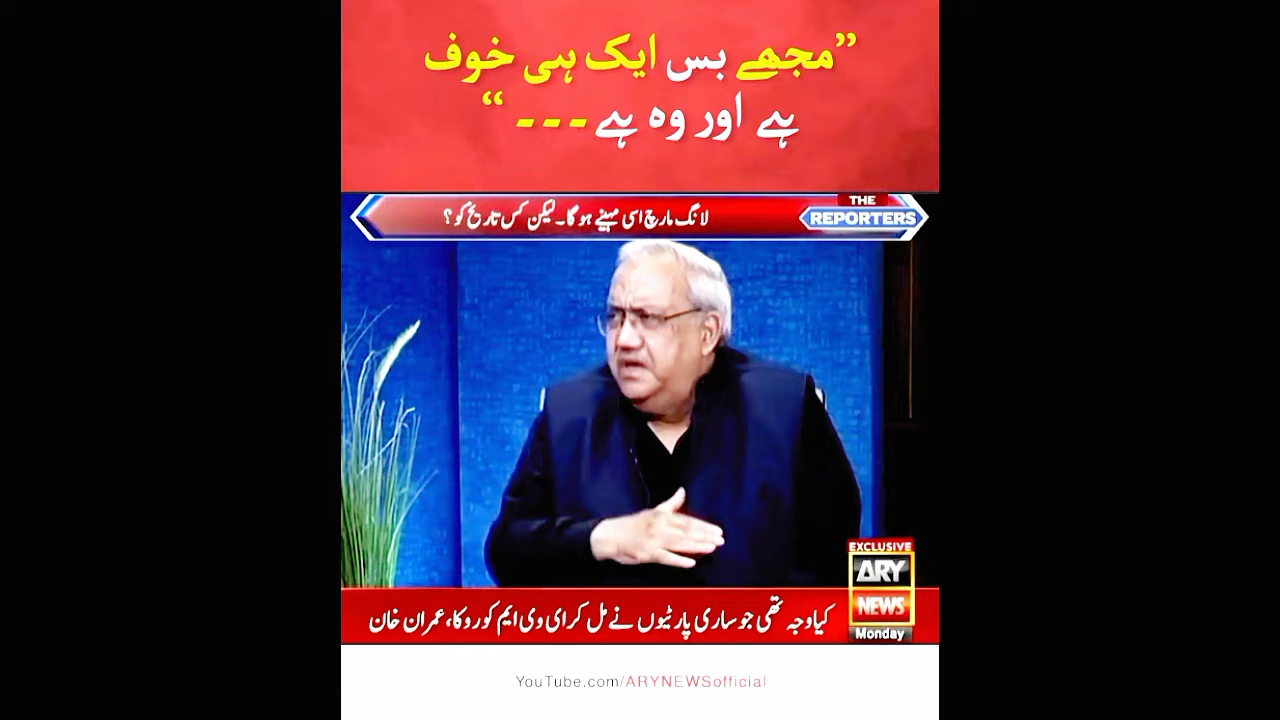 ”مجھے بس ایک ہی خوف
ہے اور وہ ہے ۔۔۔ “
لانگ مارچ اسی مہینے ہوگا۔ لیکن کس تاریخ کو؟
THE
REPORTERS
EXCLUSIVE
ARY
NEWS
Monday
کیا وجہ تھی جو ساری پارٹیوں نے مل کر ای وی ایم کو روکا، عمران خان
YouTube.com/ARYNEWSofficial